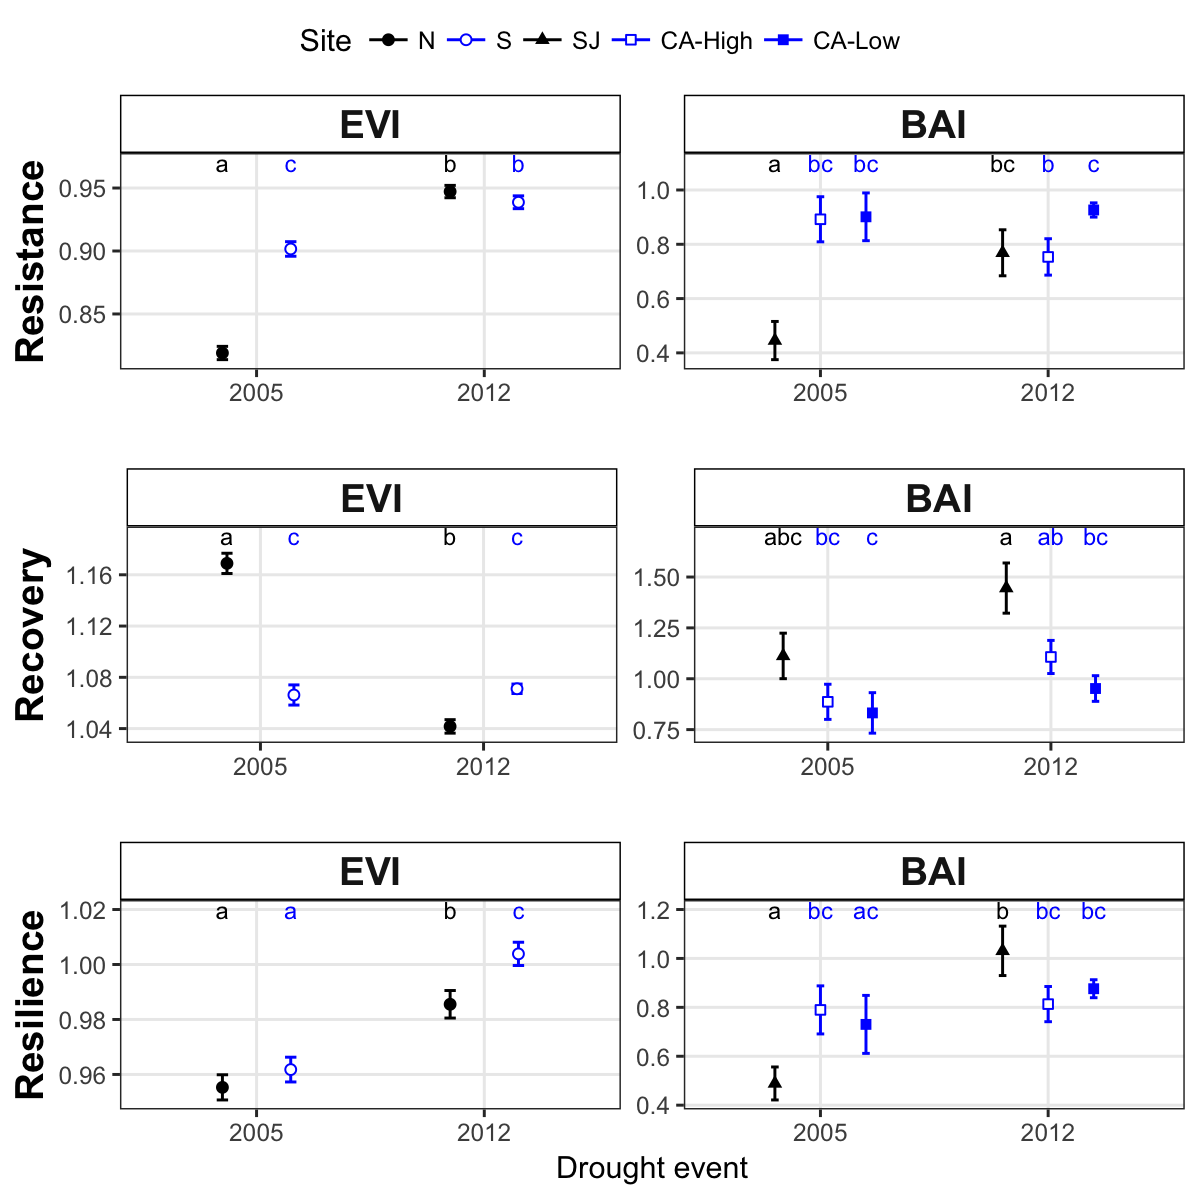 Site N S SJ CA-High CA-Low
EVI BAI
Resistance
a c b b
a bc bc bc b c
0.95
0.90
0.85
1.0
0.8
0.6
0.4
2005 2012 2005 2012
EVI BAI
Recovery
a c b c
abc bc c a ab bc
1.16
1.12
1.08
1.04
1.50
1.25
1.00
0.75
2005 2012 2005 2012
EVI BAI
Resilience
a a b c
a bc ac b bc bc
1.02
1.00
0.98
0.96
1.2
1.0
0.8
0.6
0.4
2005 2012 2005 2012
Drought event